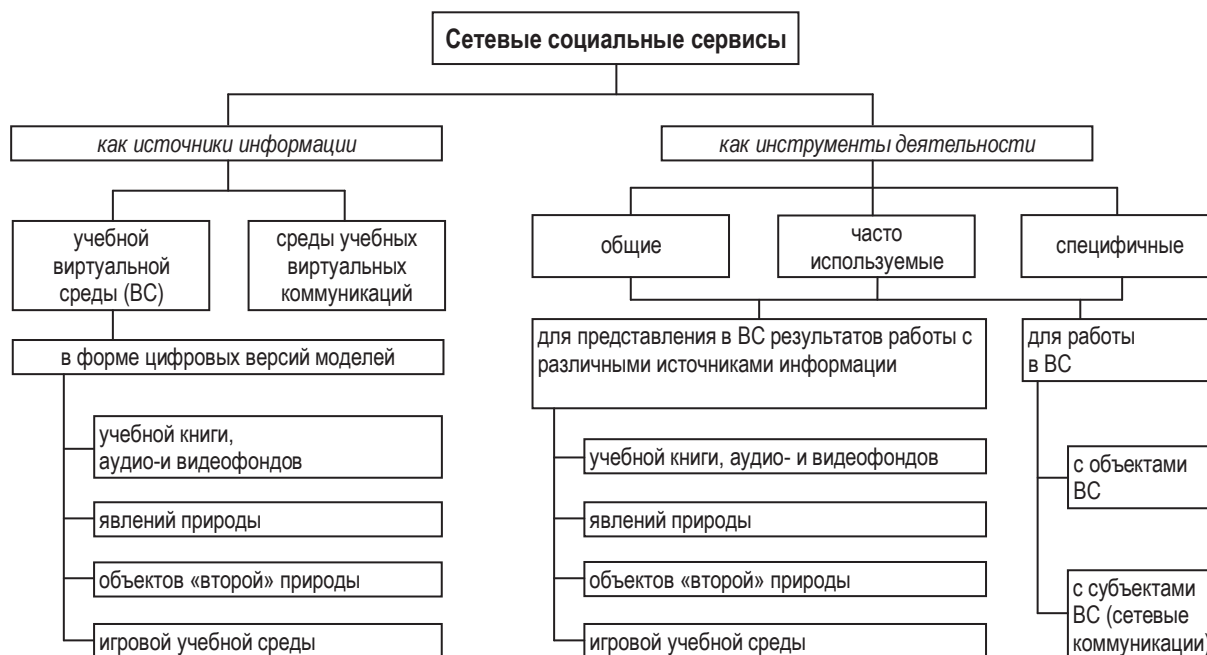 Сетевые социальные сервисы
как источники информации
как инструменты деятельности
учебной
виртуальной
среды (ВС)
среды учебных
виртуальных
коммуникаций
общие
часто
используемые
специфичные
в форме цифровых версий моделей
учебной книги,
аудио-и видеофондов
явлений природы
объектов «второй» природы
игровой учебной среды
для представления в ВС результатов работы с
различными источниками информации
учебной книги, аудио- и видеофондов
явлений природы
объектов «второй» природы
игровой учебной среды
для работы
в ВС
с объектами
ВС
с субъектами
ВС (сетевые
коммуникации)